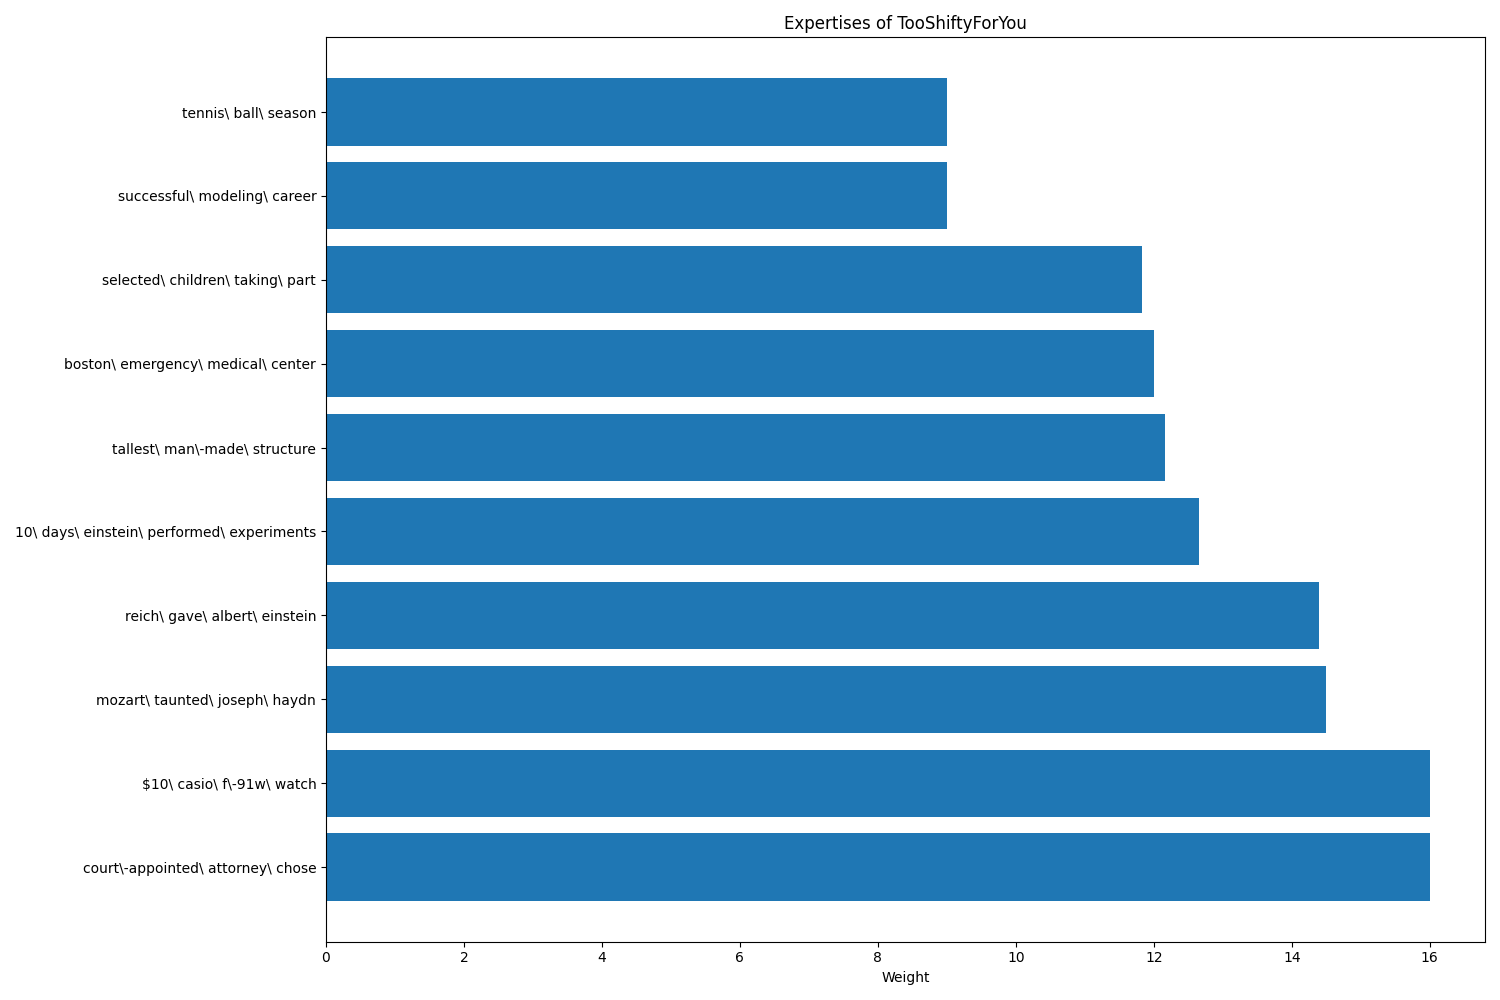 Expertises of TooShiftyForYou
tennis\ ball\ season
successful\ modeling\ career
selected\ children\ taking\ part
boston\ emergency\ medical\ center
tallest\ man\-made\ structure
10\ days\ einstein\ performed\ experiments
reich\ gave\ albert\ einstein
mozart\ taunted\ joseph\ haydn
$10\ casio\ f\-91w\ watch
court\-appointed\ attorney\ chose
0 2 4 6 8 10 12 14 16
Weight